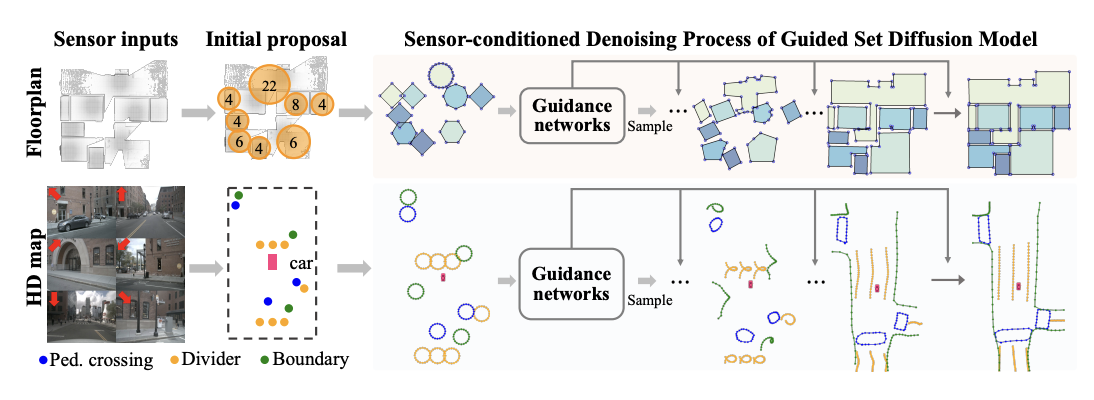 Sensor inputs
Initial proposal
Sensor-conditioned Denoising Process of Guided Set Diffusion Model
Floorplan
22
4
8
4
4
6
4
6
Guidance
networks
Sample
...
...
HD map
car
Guidance
networks
Sample
...
...
Ped. crossing
Divider
Boundary